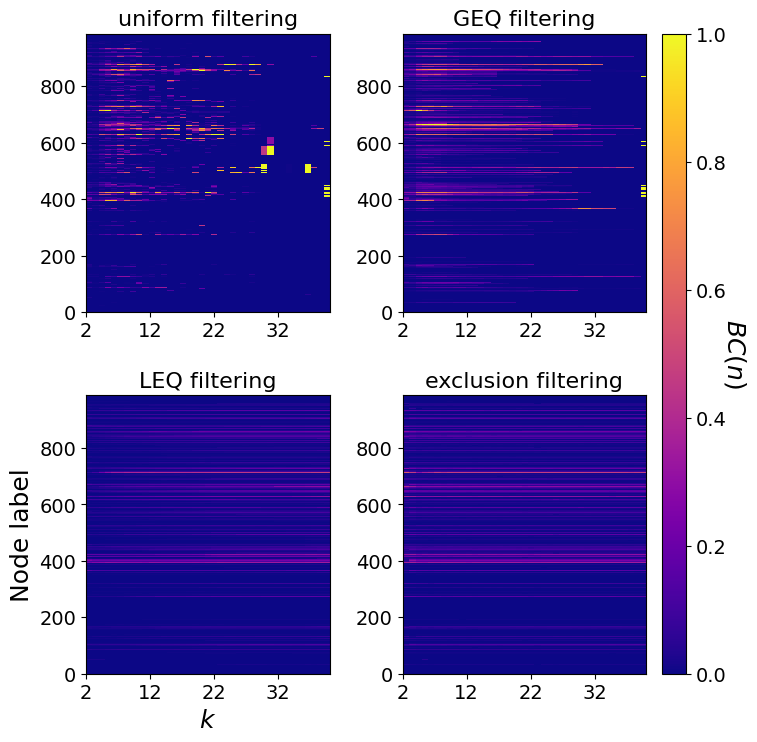 uniform filtering
GEQ filtering
800
600
400
200
0
2 12 22 32
800
600
400
200
0
2 12 22 32
LEQ filtering
exclusion filtering
Node label
800
600
400
200
0
2 12 22 32
k
800
600
400
200
0
2 12 22 32
1.0
0.8
0.6
0.4
0.2
0.0
BC(n)